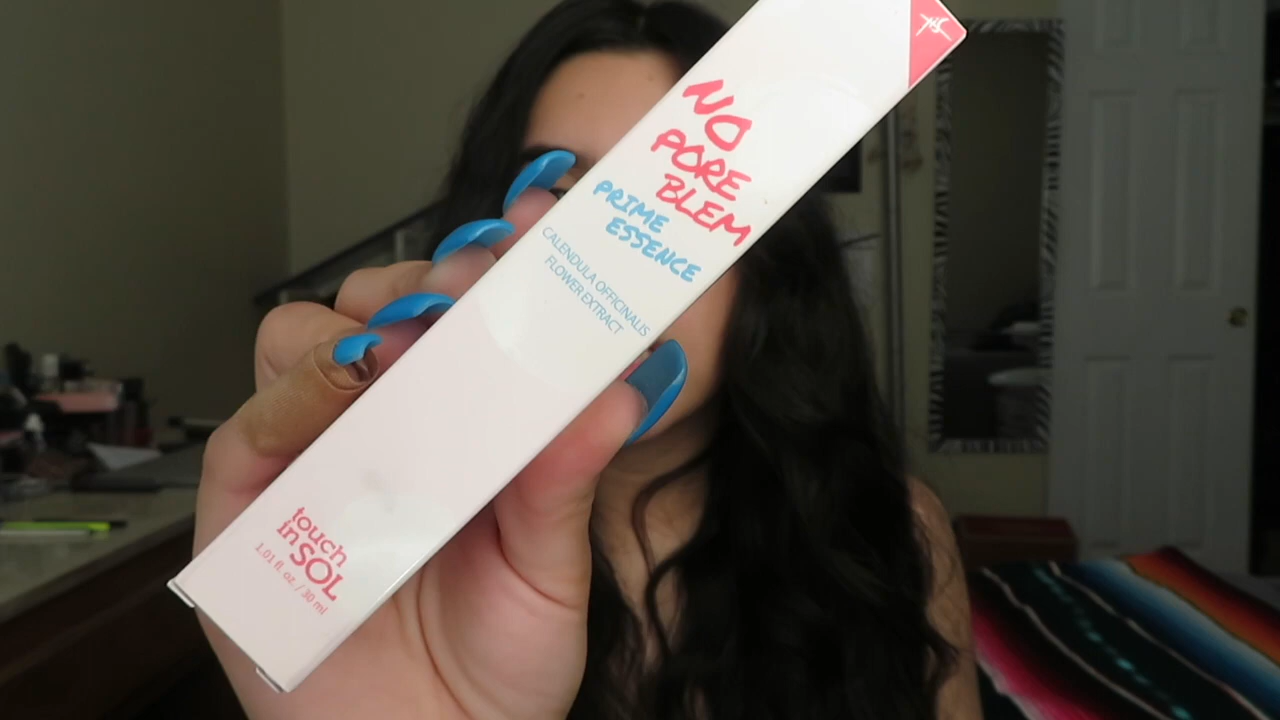 NO
PORE
BLEM
PRIME
ESSENCE
CALENDULA OFFICINALIS
FLOWER EXTRACT
touch
in SOL
1.01 fl. oz. / 30 ml